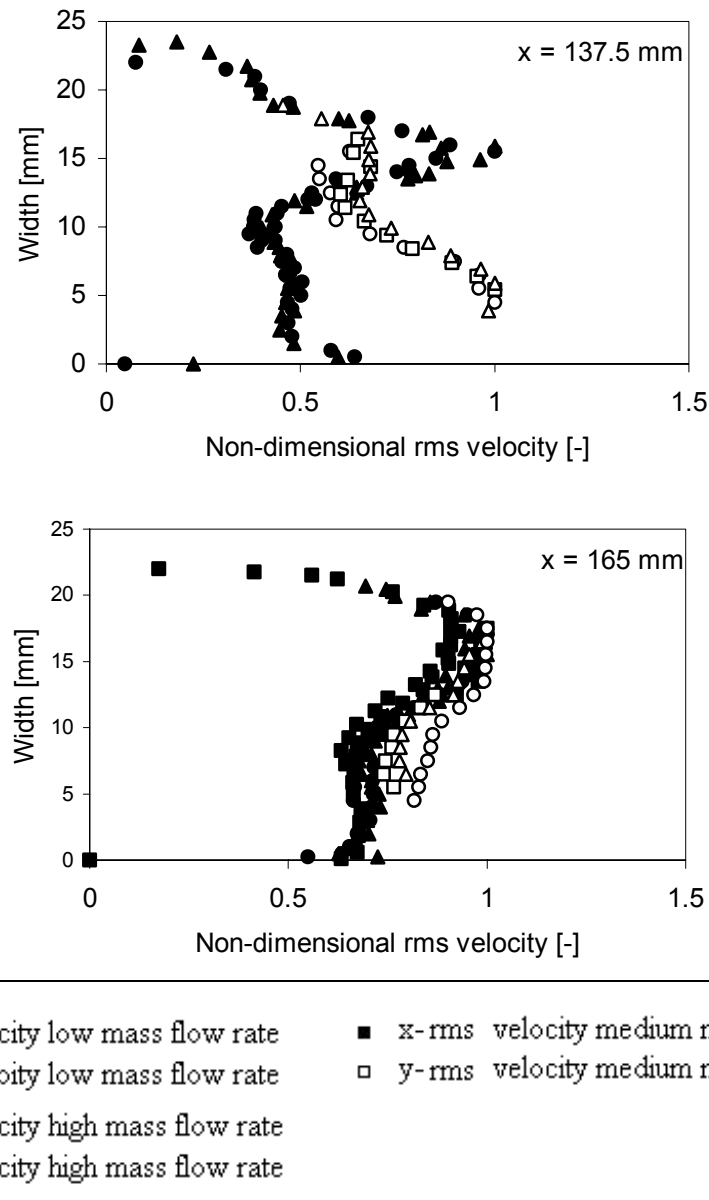 25
x = 137.5 mm
20
15
10
5
0
Width [mm]
0
0.5
1
1.5
Non-dimensional rms velocity [-]
25
x = 165 mm
20
15
10
5
0
Width [mm]
0
0.5
1
1.5
Non-dimensional rms velocity [-]
city low mass flow rate
x-rms velocity medium
ocity low mass flow rate
y-rms velocity medium
city high mass flow rate
city high mass flow rate